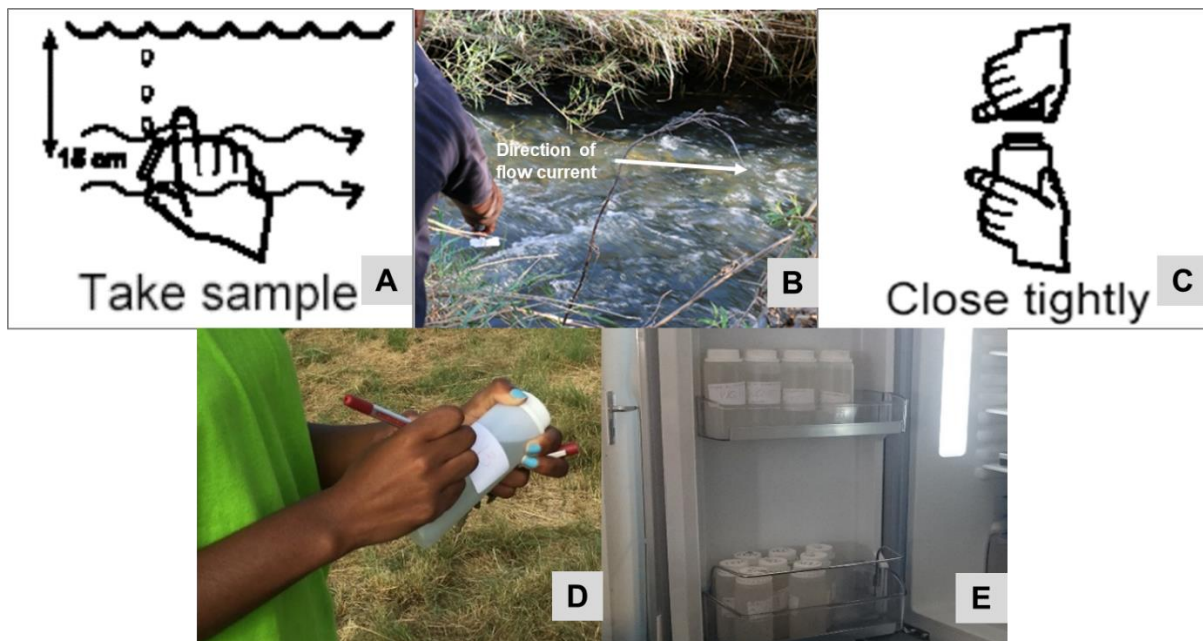 15 cm
Take sample
A
Direction of
flow current
B
Close tightly
C
D
E